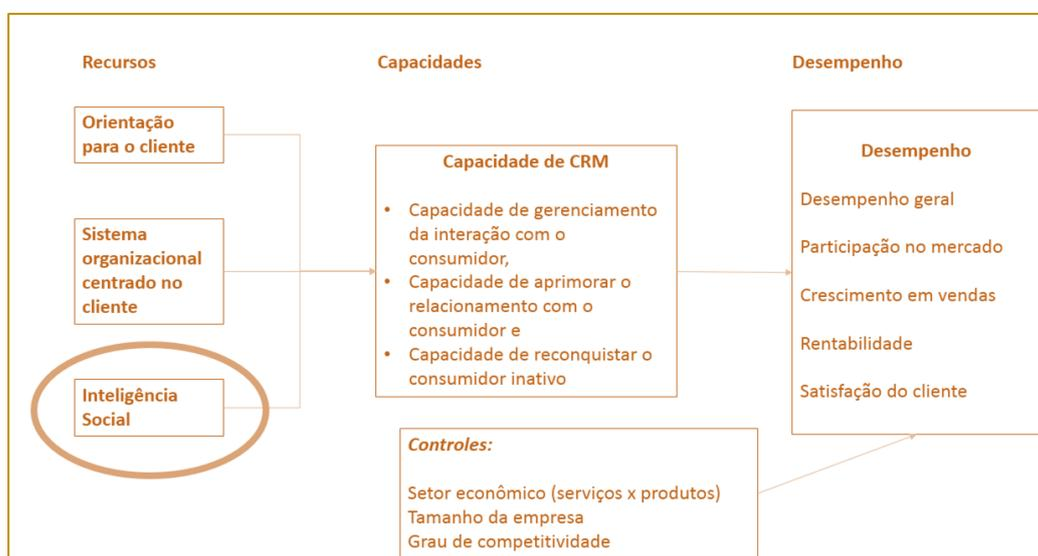 Recursos
Capacidades
Desempenho
Orientação
para o cliente
Sistema
organizacional
centrado no
cliente
Inteligência
Social
Capacidade de CRM
• Capacidade de gerenciamento
da interação com o
consumidor,
• Capacidade de aprimorar o
relacionamento com o
consumidor e
• Capacidade de reconquistar o
consumidor inativo
Desempenho
Desempenho geral
Participação no mercado
Crescimento em vendas
Rentabilidade
Satisfação do cliente
Controles:
Setor econômico (serviços x produtos)
Tamanho da empresa
Grau de competitividade